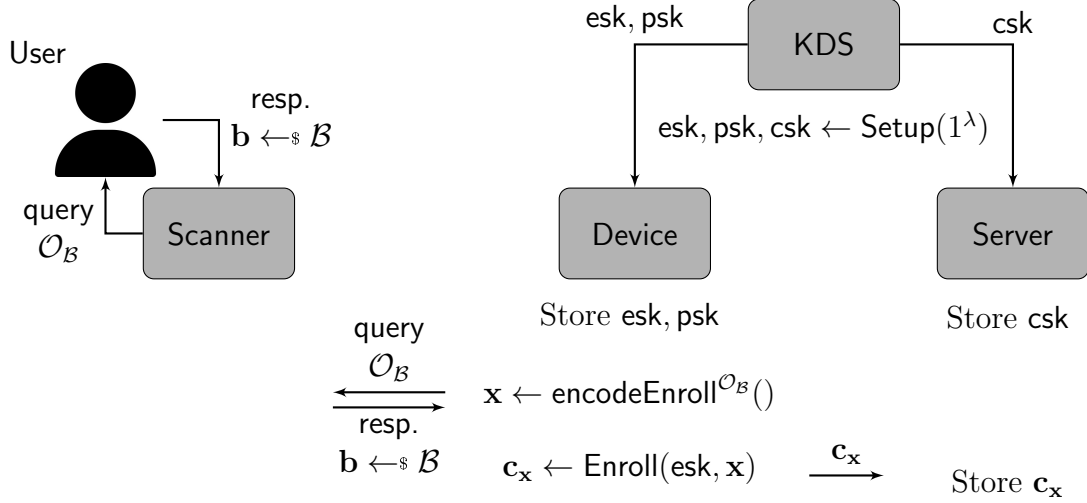 esk, psk
KDS
csk
User
resp.
b ←$ ℬ
esk, psk, csk ← Setup(1^λ)
query
𝒪_ℬ
Scanner
Device
Server
Store esk, psk
Store csk
query
𝒪_ℬ
x ← encodeEnroll^𝒪_ℬ()
resp.
b ←$ ℬ
c_x ← Enroll(esk, x)
c_x
Store c_x